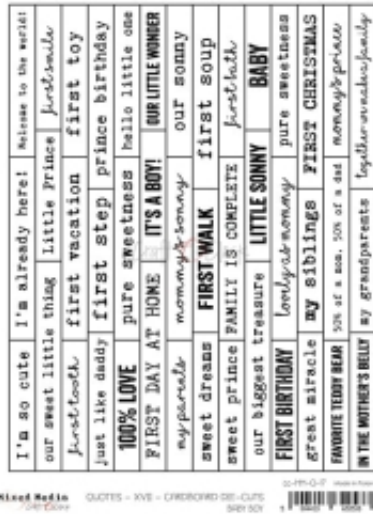 Welcome to the world!
I'm already here!
I'm so cute
first smile
Little Prince
our sweet little thing
first toy
first vacation
first tooth
prince birthday
first step
just like daddy
hello little one
pure sweetness
100% LOVE
OUR LITTLE WONDER
IT'S A BOY!
FIRST DAY AT HOME
our sonny
mommy's sonny
my parents
first soup
FIRST WALK
sweet dreams
first bath
FAMILY IS COMPLETE
sweet prince
BABY
LITTLE SONNY
our biggest treasure
pure sweetness
lovely as mommy
FIRST BIRTHDAY
FIRST CHRISTMAS
my siblings
great miracle
mommy's prince
50% of a mom, 50% of a dad
FAVORITE TEDDY BEAR
together we make a family
my grandparents
IN THE MOTHER'S BELLY
Mixed Media
QUOTES - XVII - CARDBOARD DIE-CUTS
BABY BOY